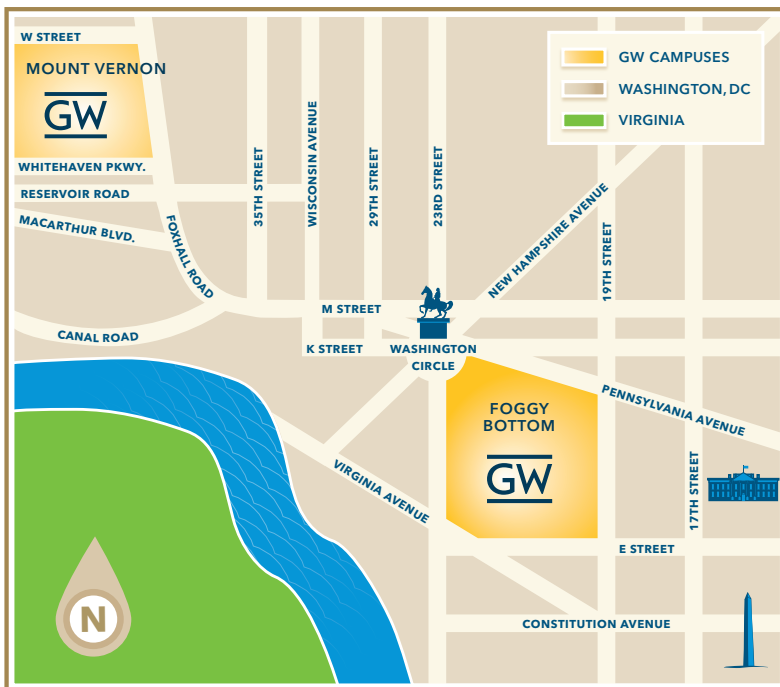 W STREET
MOUNT VERNON
GW
WHITEHAVEN PKWY.
RESERVOIR ROAD
MACARTHUR BLVD.
FOXHALL ROAD
35TH STREET
WISCONSIN AVENUE
29TH STREET
23RD STREET
NEW HAMPSHIRE AVENUE
19TH STREET
GW CAMPUSES
WASHINGTON, DC
VIRGINIA
M STREET
CANAL ROAD
K STREET
WASHINGTON
CIRCLE
PENNSYLVANIA AVENUE
FOGGY
BOTTOM
GW
VIRGINIA AVENUE
17TH STREET
E STREET
CONSTITUTION AVENUE
N